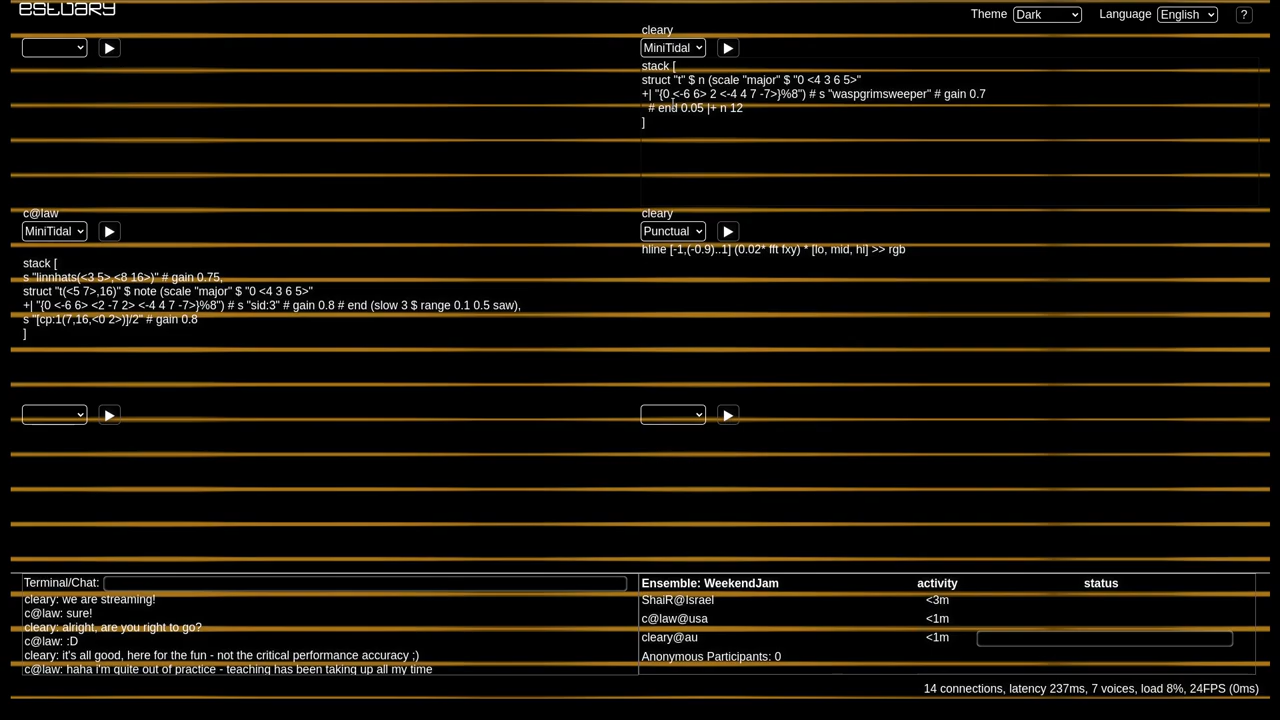 estuary
Theme Dark Language English ?
cleary
MiniTidal
stack [
struct "t" $ n (scale "major" $ "0 <4 3 6 5>"
+| "{0 <-6 6> 2 <-4 4 7 -7>}%8") # s "waspgrimsweeper" # gain 0.7
# end 0.05 |+ n 12
]
c@law
MiniTidal
stack [
s "linnhats(<3 5>,<8 16>)" # gain 0.75,
struct "t(<5 7>,16)" $ note (scale "major" $ "0 <4 3 6 5>"
+| "{0 <-6 6> <2 -7 2> <-4 4 7 -7>}%8") # s "sid:3" # gain 0.8 # end (slow 3 $ range 0.1 0.5 saw),
s "[cp:1(7,16,<0 2>)]/2" # gain 0.8
]
cleary
Punctual
hline [-1,(-0.9)..1] (0.02* fft fxy) * [lo, mid, hi] >> rgb
Terminal/Chat:
cleary: we are streaming!
c@law: sure!
cleary: alright, are you right to go?
c@law: :D
cleary: it's all good, here for the fun - not the critical performance accuracy ;)
c@law: haha i'm quite out of practice - teaching has been taking up all my time
Ensemble: WeekendJam activity status
ShaiR@Israel <3m
c@law@usa <1m
cleary@au <1m
Anonymous Participants: 0
14 connections, latency 237ms, 7 voices, load 8%, 24FPS (0ms)